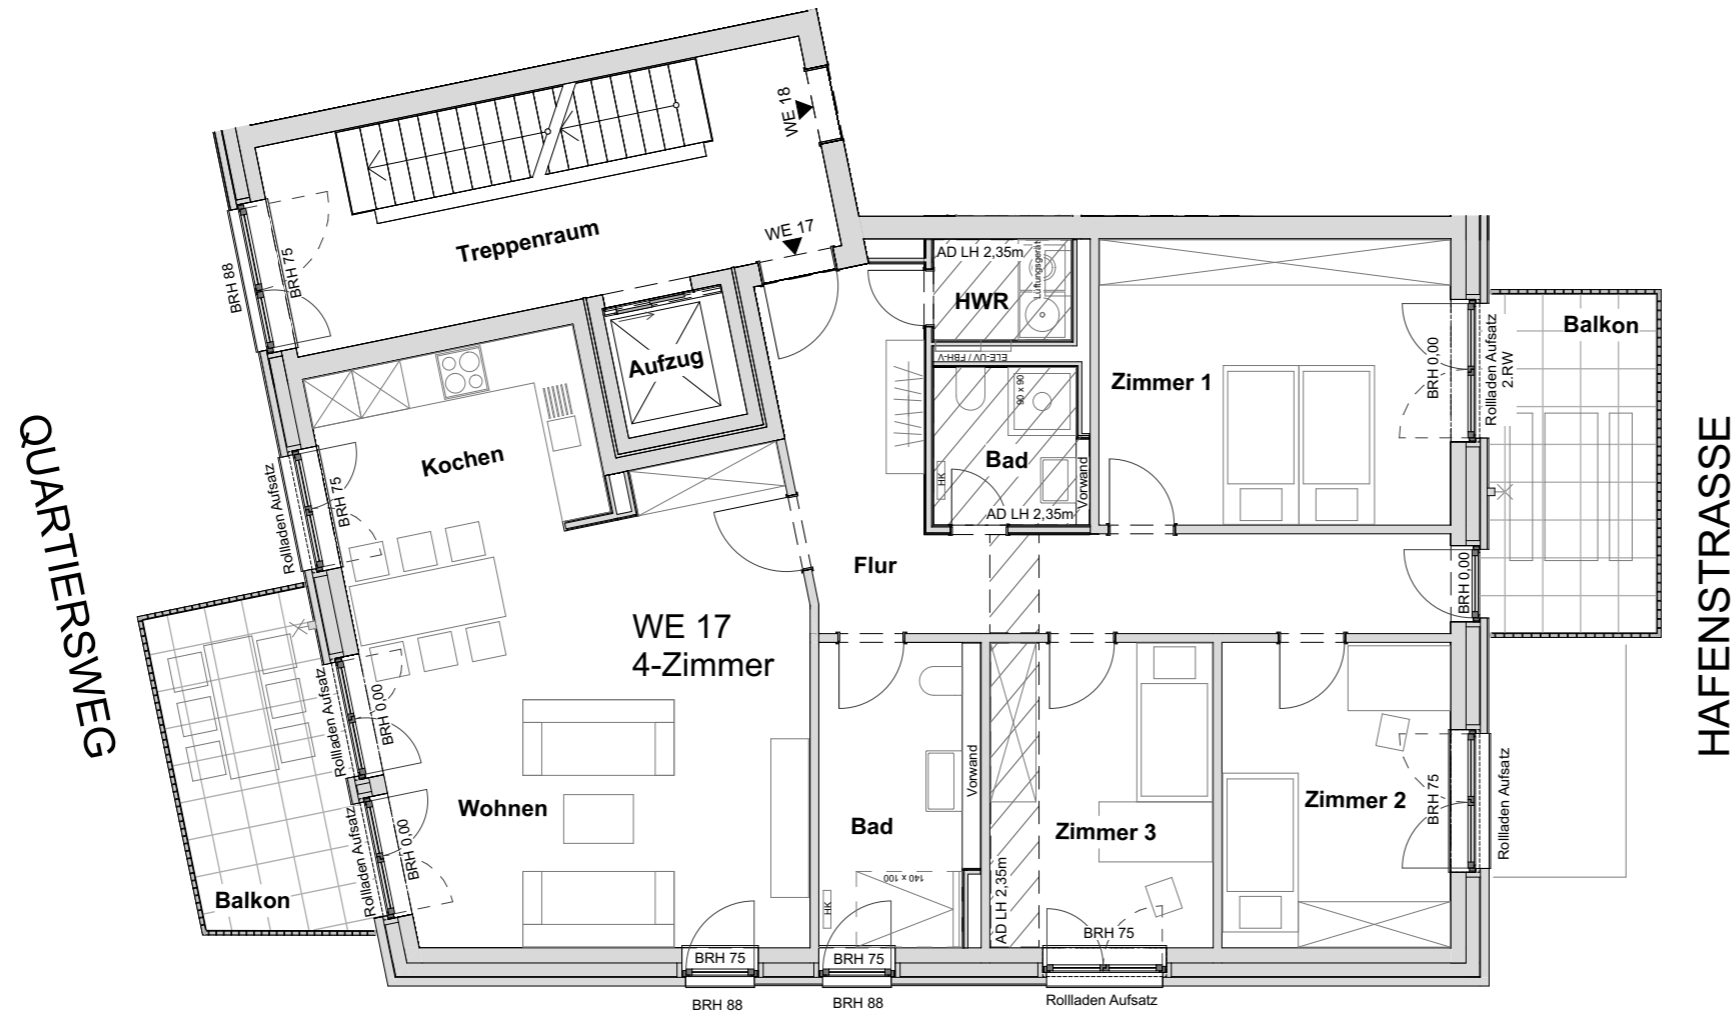 WE 18
WE 17
Treppenraum
BRH 88
BRH 75
AD LH 2,35m
Lüftungsgerät
HWR
ELE-UV / FBH-V
Balkon
Rollladen Aufsatz
2.RW
BRH 0,00
Zimmer 1
Aufzug
90 x 90
Bad
HK
Vorwand
AD LH 2,35m
Kochen
Rollladen Aufsatz
BRH 75
QUARTIERSWEG
HAFENSTRASSE
Flur
BRH 0,00
WE 17
4-Zimmer
Rollladen Aufsatz
BRH 0,00
Rollladen Aufsatz
BRH 0,00
Wohnen
Balkon
Bad
Vorwand
140 x 100
HK
Zimmer 3
AD LH 2,35m
Zimmer 2
BRH 75
Rollladen Aufsatz
BRH 75
BRH 75
BRH 75
BRH 88
BRH 88
Rollladen Aufsatz